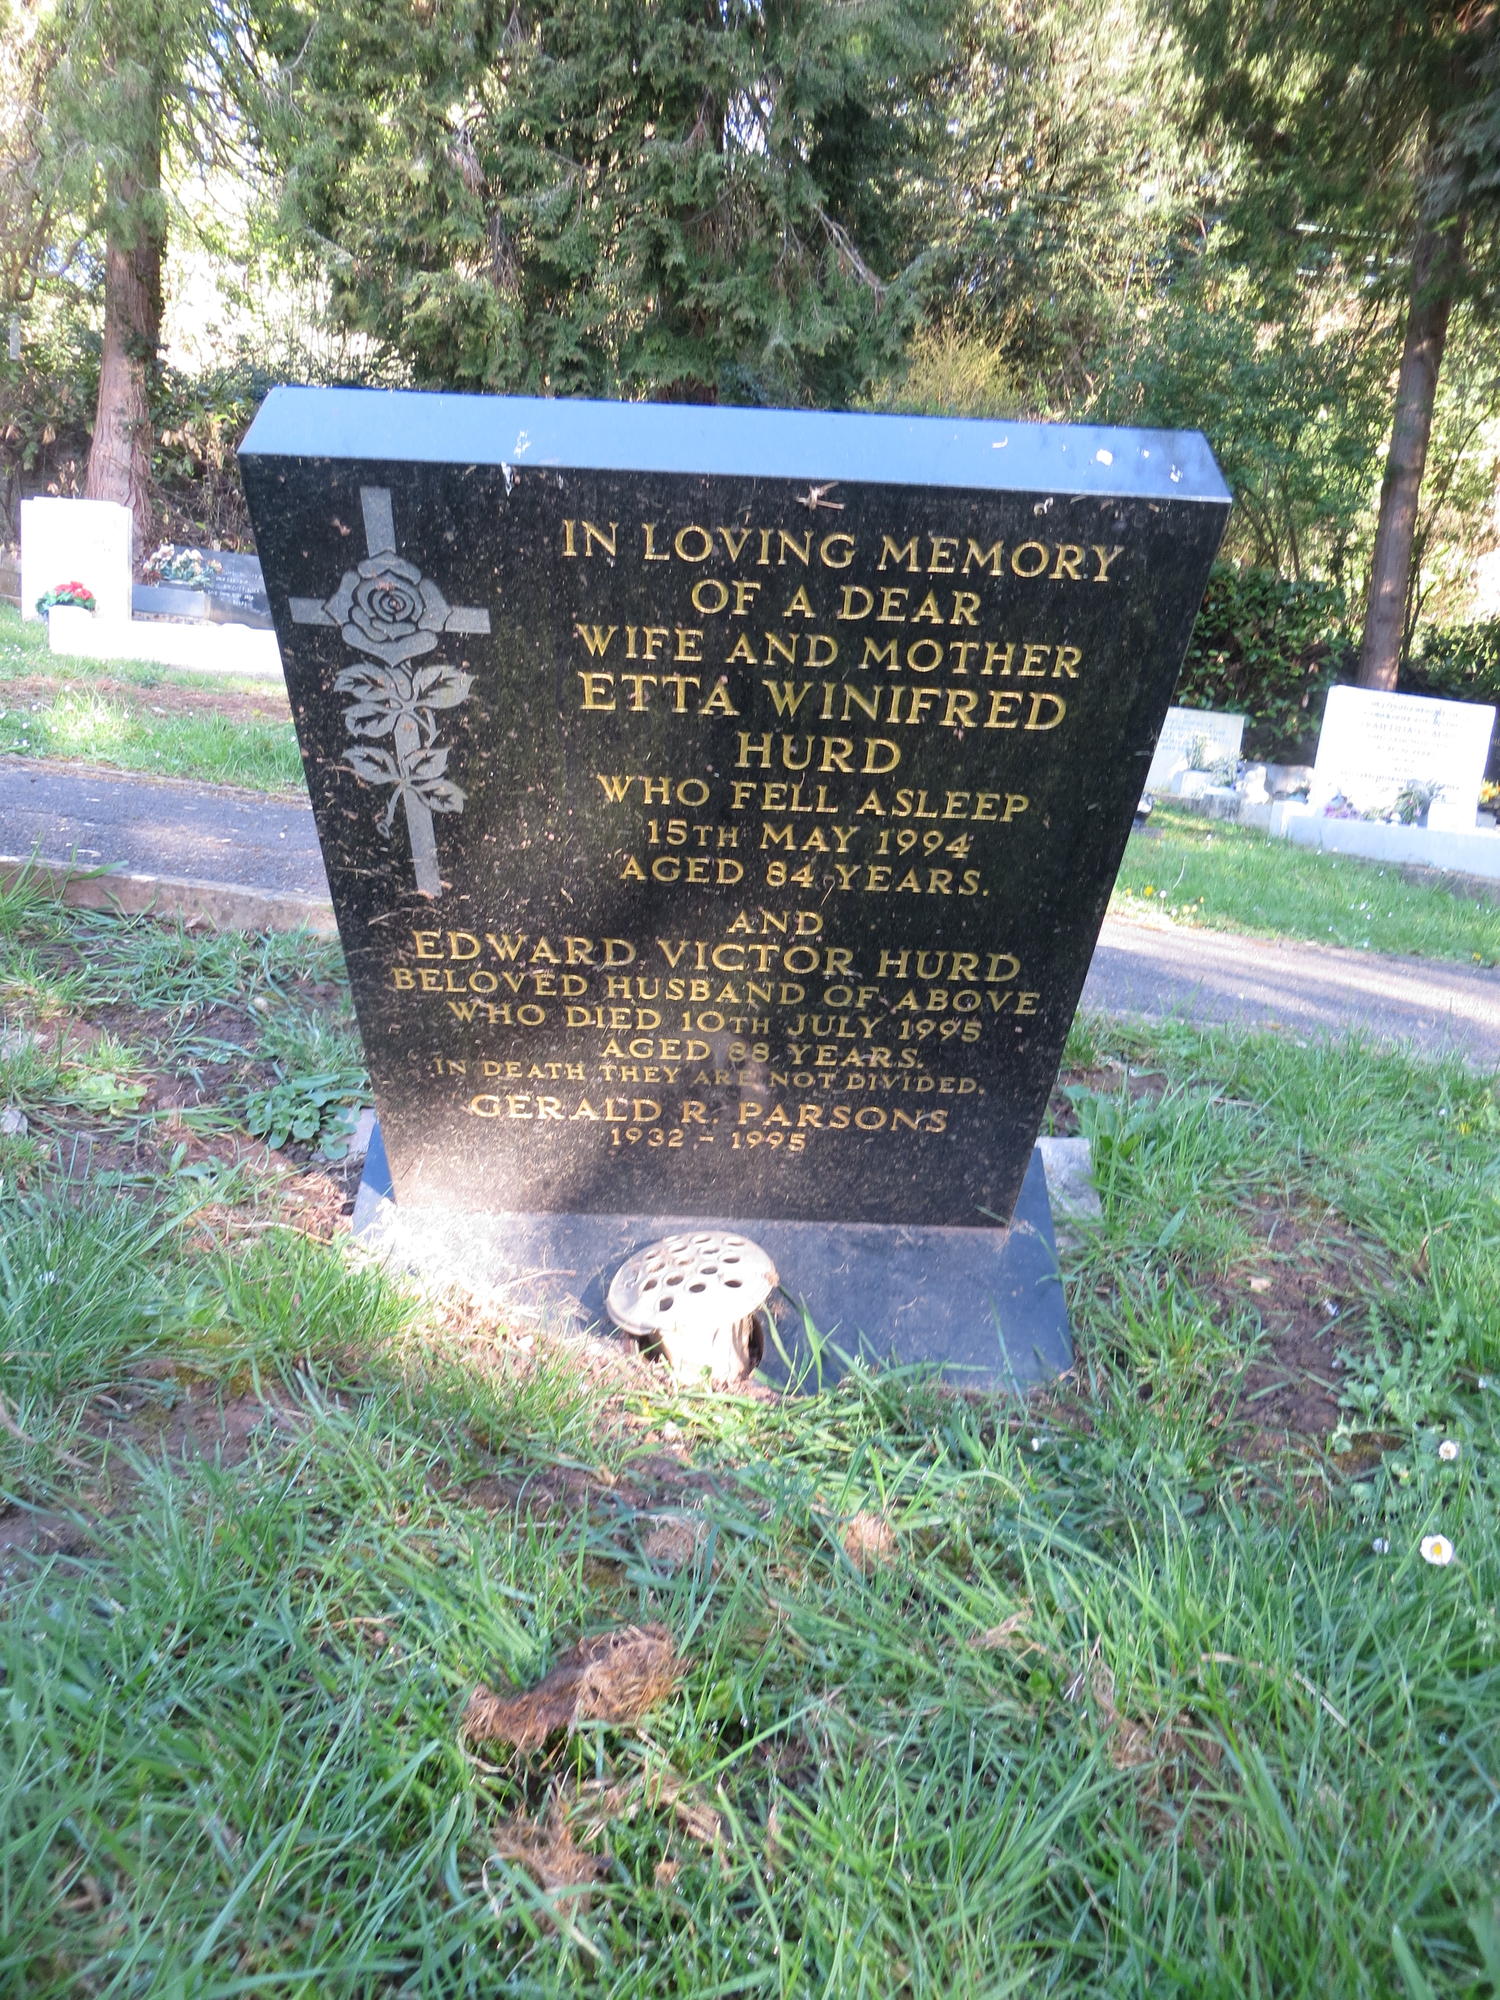 IN LOVING MEMORY
OF A DEAR
WIFE AND MOTHER
ETTA WINIFRED
HURD
WHO FELL ASLEEP
15TH MAY 1994
AGED 84 YEARS.
AND
EDWARD VICTOR HURD
BELOVED HUSBAND OF ABOVE
WHO DIED 10TH JULY 1995
AGED 88 YEARS.
IN DEATH THEY ARE NOT DIVIDED.
GERALD R. PARSONS
1932 - 1995